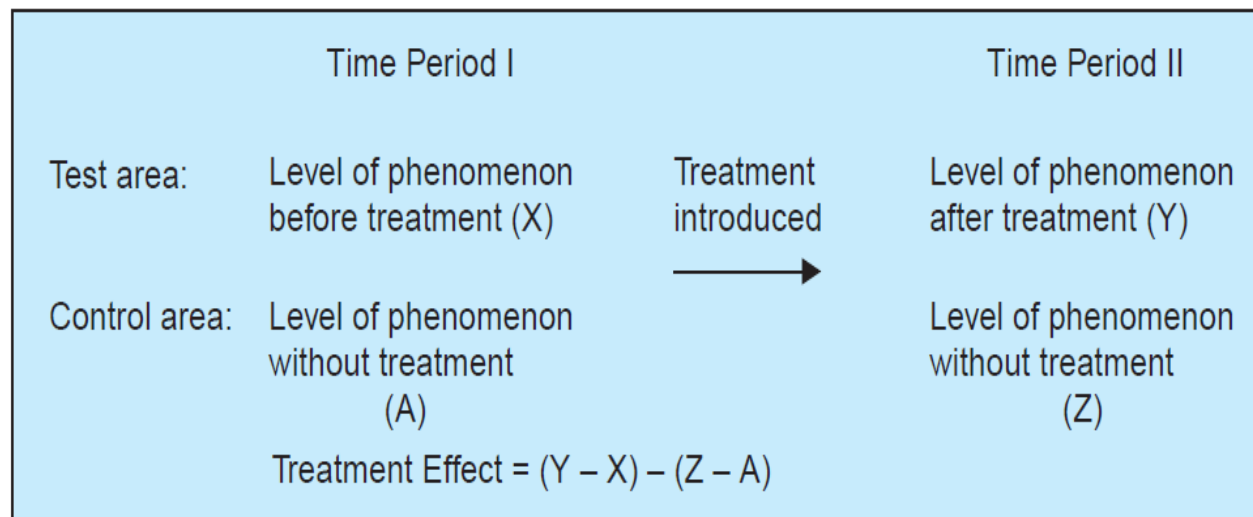 Time Period I Time Period II
Test area: Level of phenomenon Treatment Level of phenomenon
before treatment (X) introduced after treatment (Y)
Control area: Level of phenomenon Level of phenomenon
without treatment without treatment
(A) (Z)
Treatment Effect = (Y – X) – (Z – A)